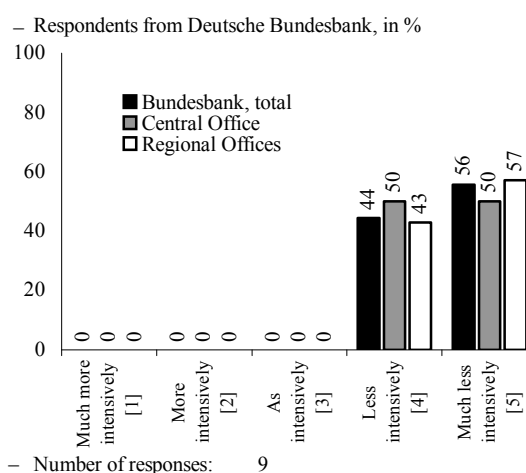 – Respondents from Deutsche Bundesbank, in %
100
80
60
40
20
0
Bundesbank, total
Central Office
Regional Offices
0 0 0
0 0 0
0 0 0
44 50 43
56 50 57
Much more
intensively
[1]
More
intensively
[2]
As
intensively
[3]
Less
intensively
[4]
Much less
intensively
[5]
– Number of responses: 9